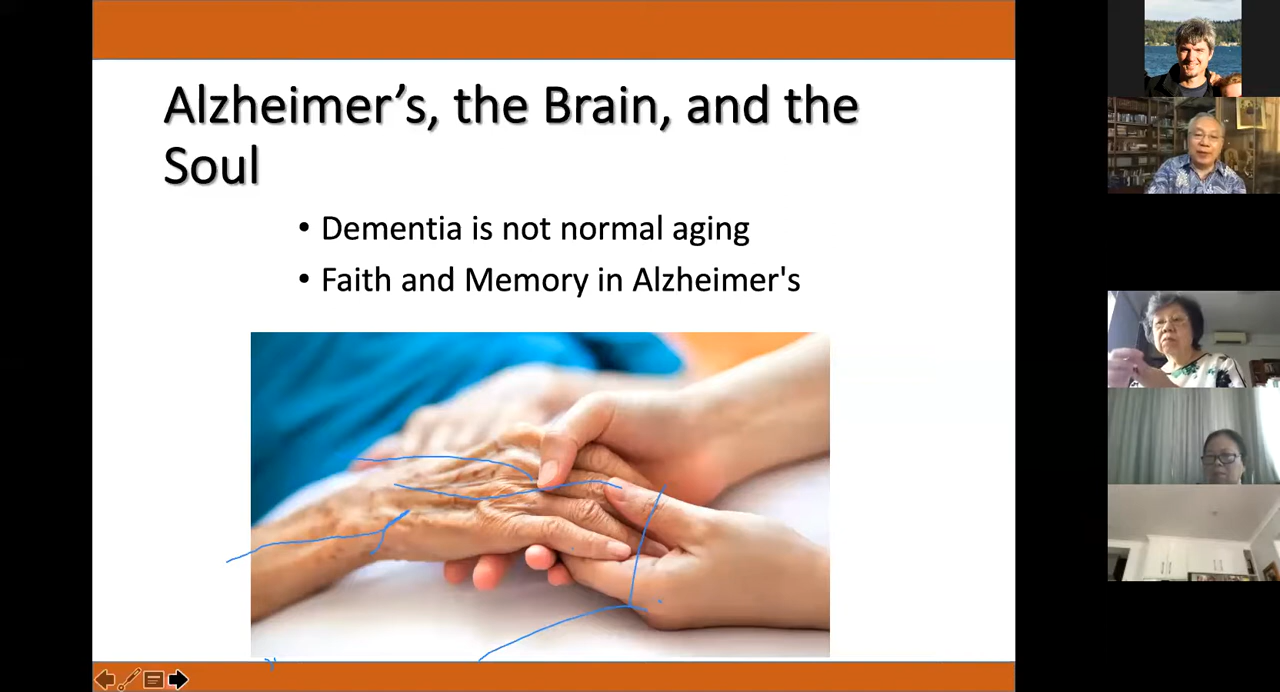 Alzheimer’s, the Brain, and the
Soul
• Dementia is not normal aging
• Faith and Memory in Alzheimer's